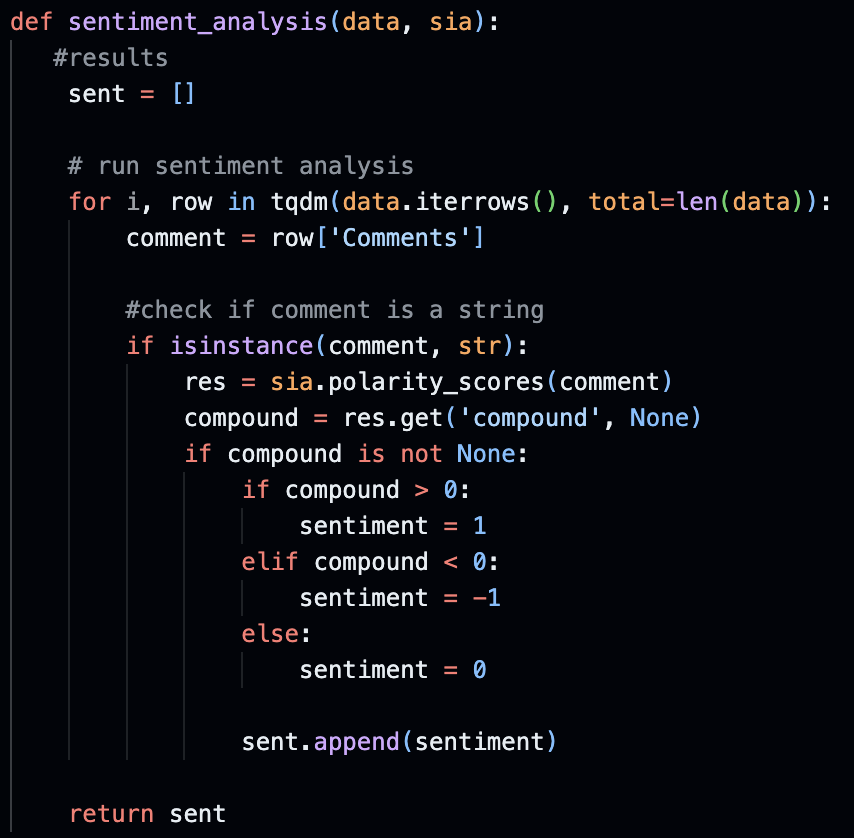 def sentiment_analysis(data, sia):
   #results
    sent = []

    # run sentiment analysis
    for i, row in tqdm(data.iterrows(), total=len(data)):
        comment = row['Comments']

        #check if comment is a string
        if isinstance(comment, str):
            res = sia.polarity_scores(comment)
            compound = res.get('compound', None)
            if compound is not None:
                if compound > 0:
                    sentiment = 1
                elif compound < 0:
                    sentiment = -1
                else:
                    sentiment = 0

                sent.append(sentiment)

    return sent